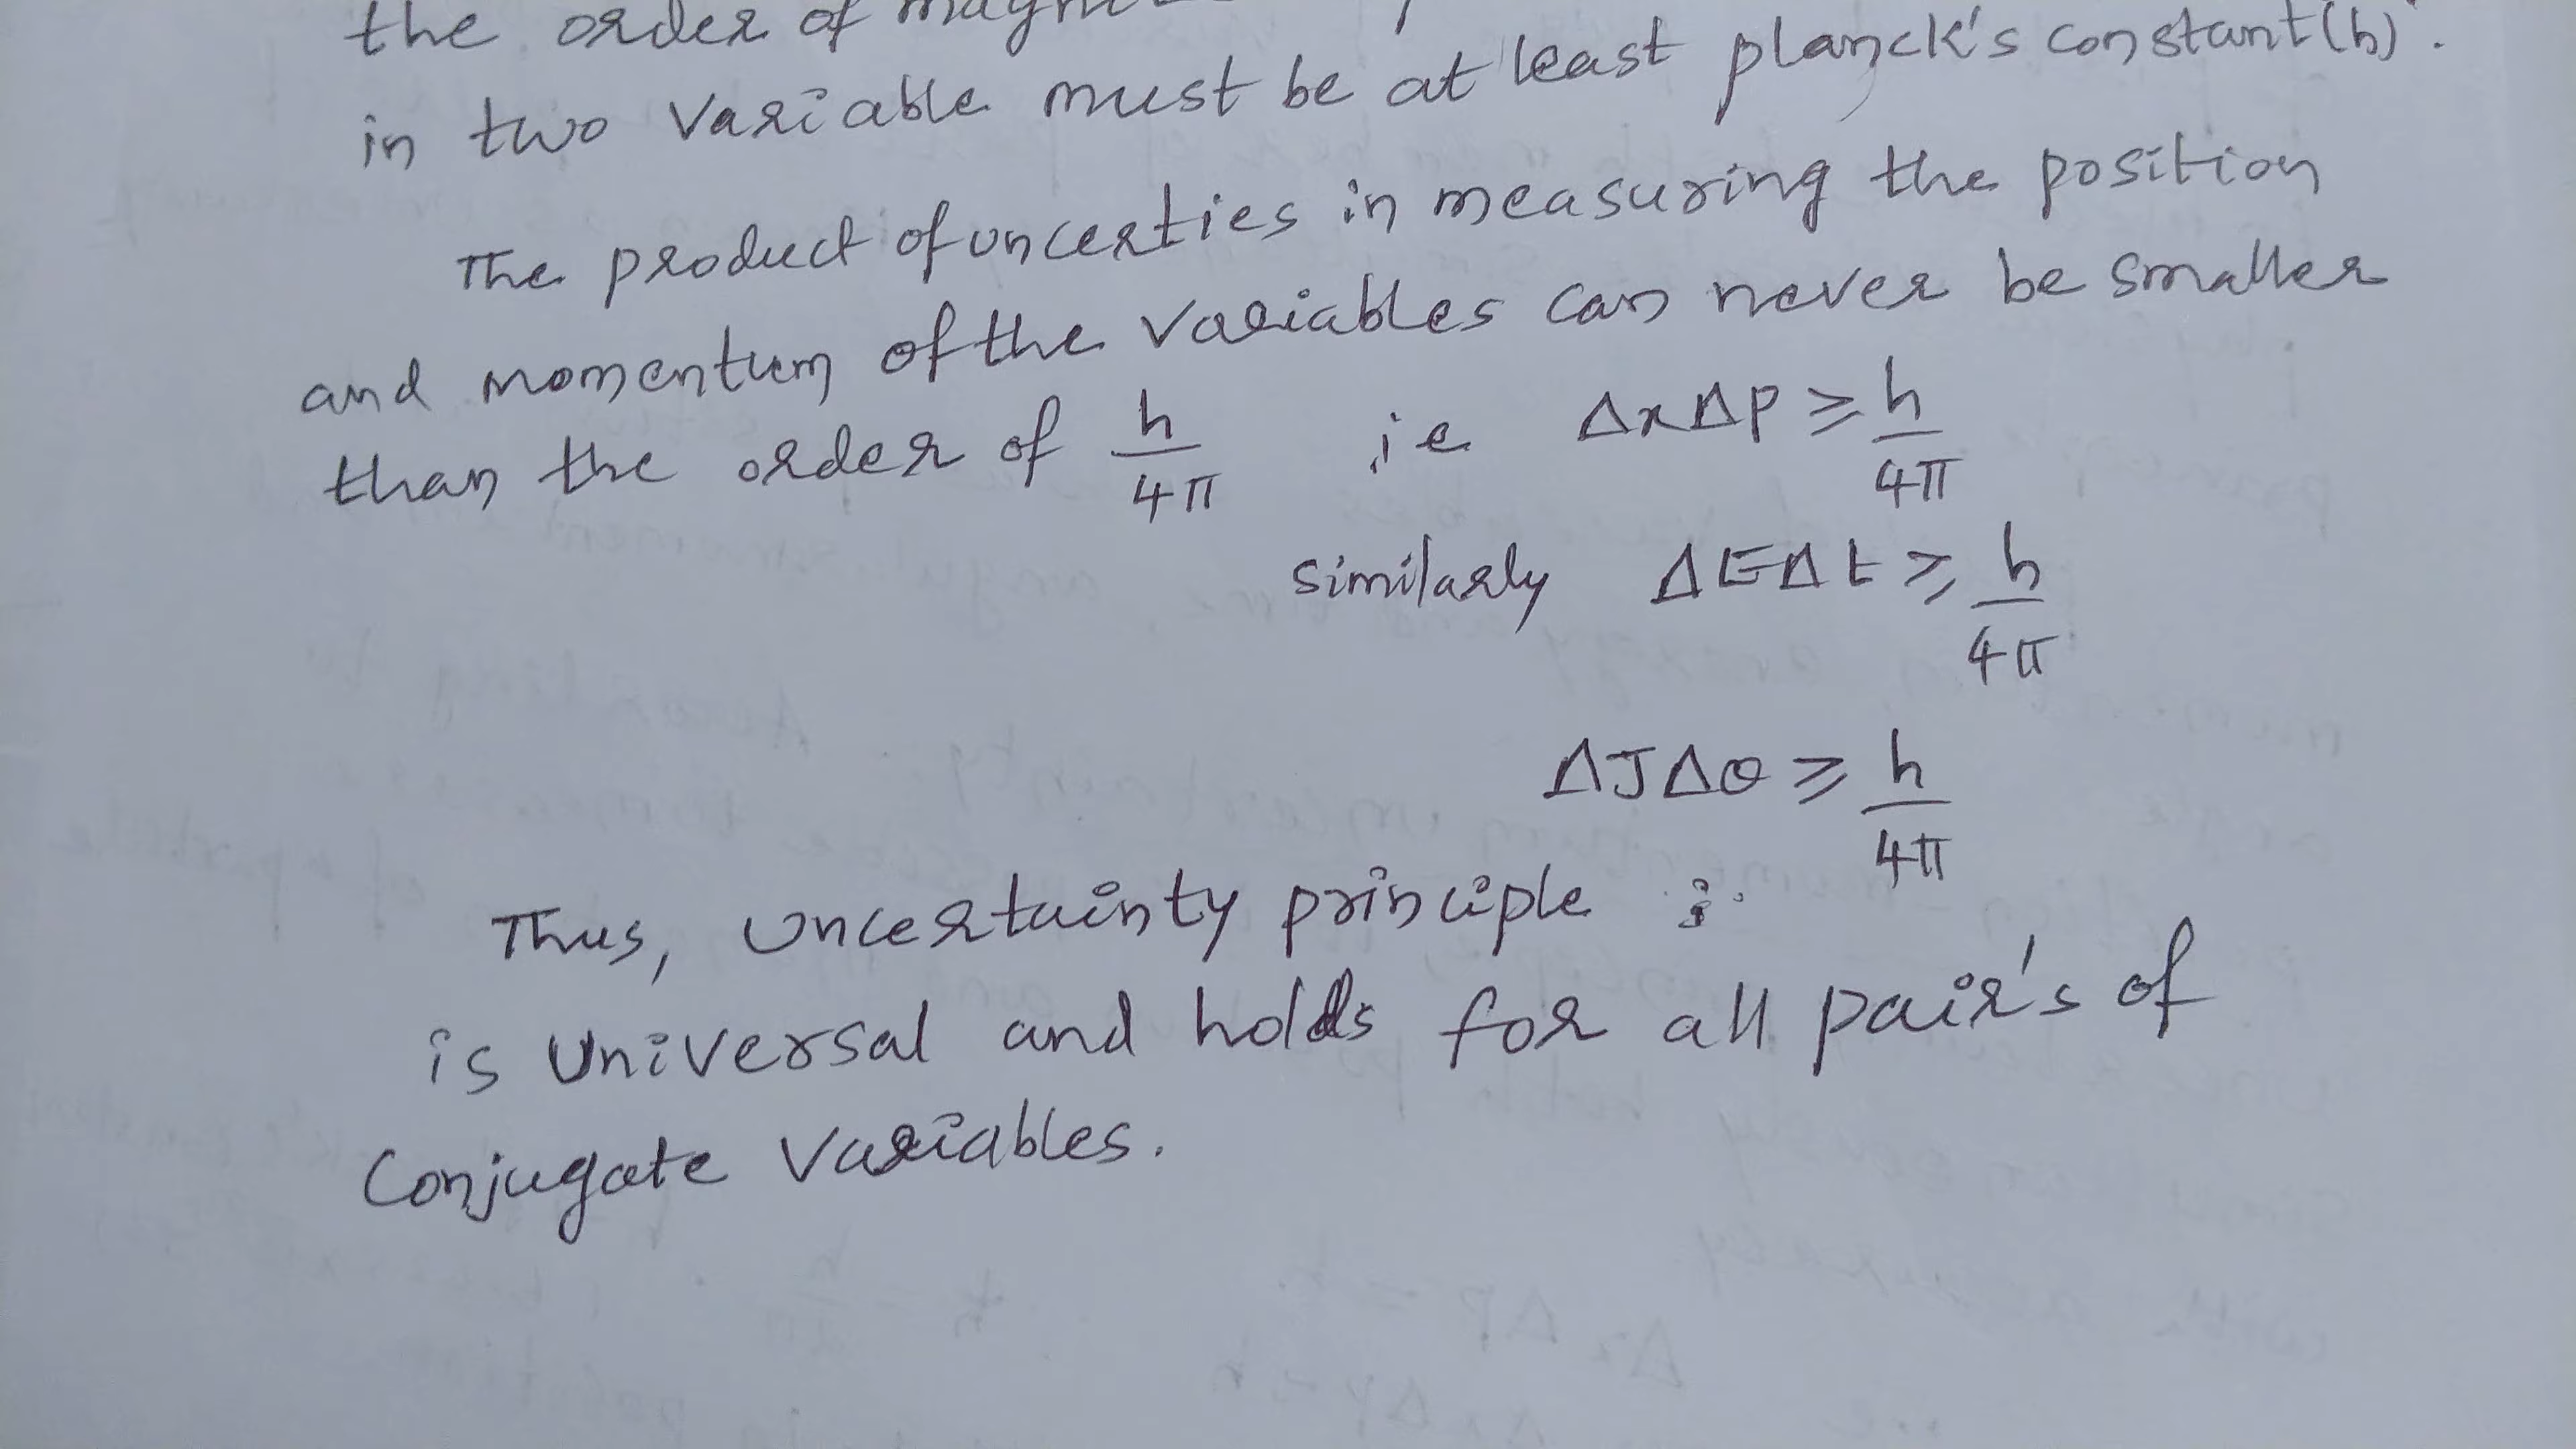 the order of
in two variable must be at least planck's constant(h).
The product of uncerties in measuring the position
and momentum of the variables can never be smaller
than the order of h/4π ie ΔxΔp ≥ h/4π
Similarly ΔEΔt ≥ h/4π
ΔJΔθ ≥ h/4π
Thus, uncertainty principle :
is universal and holds for all pair's of
Conjugate variables.